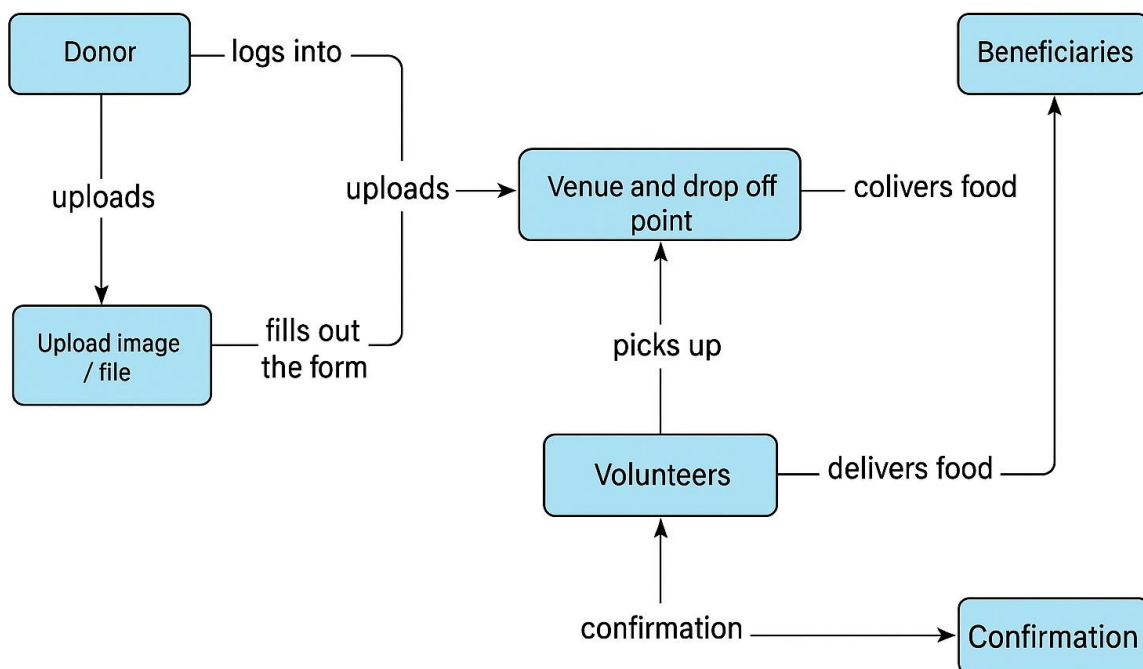 Donor
logs into
Beneficiaries
uploads
uploads
Venue and drop off
point
colivers food
Upload image
/ file
fills out
the form
picks up
Volunteers
delivers food
confirmation
Confirmation